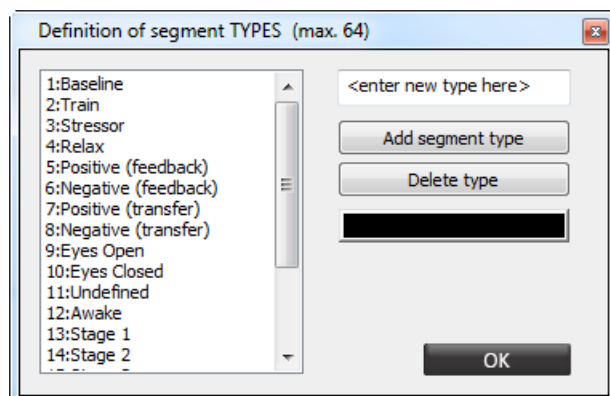 Definition of segment TYPES (max. 64)
1:Baseline
2:Train
3:Stressor
4:Relax
5:Positive (feedback)
6:Negative (feedback)
7:Positive (transfer)
8:Negative (transfer)
9:Eyes Open
10:Eyes Closed
11:Undefined
12:Awake
13:Stage 1
14:Stage 2
<enter new type here>
Add segment type
Delete type
OK